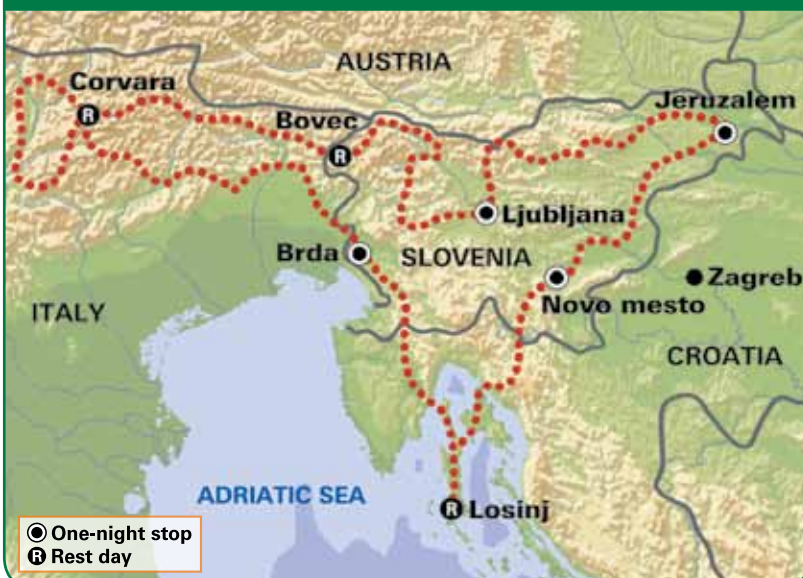 AUSTRIA
Corvara
R
Bovec
R
Jeruzalem
Ljubljana
Brda
SLOVENIA
Novo mesto
Zagreb
ITALY
CROATIA
ADRIATIC SEA
R Losinj
One-night stop
R Rest day